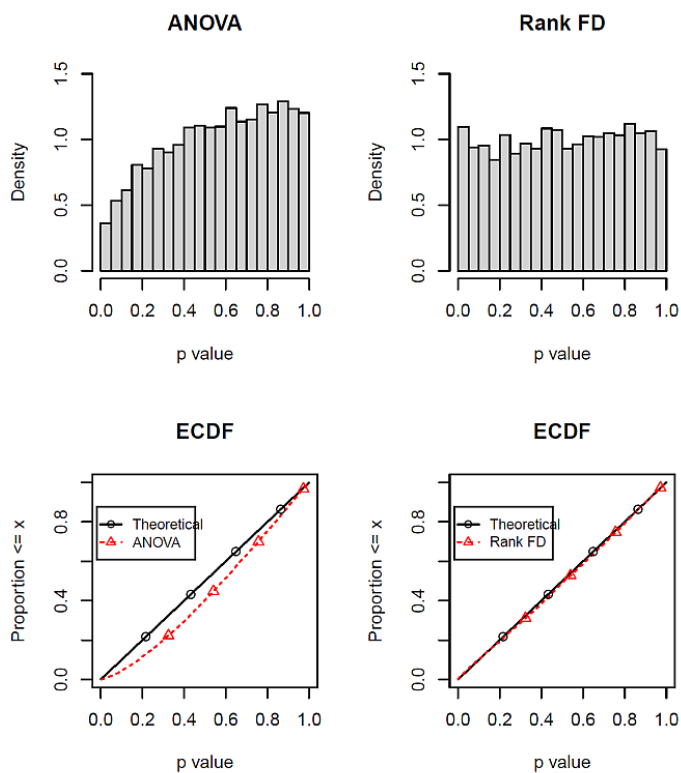 ANOVA
Density
0.0 0.5 1.0 1.5
0.0 0.2 0.4 0.6 0.8 1.0
p value
Rank FD
Density
0.0 0.5 1.0 1.5
0.0 0.2 0.4 0.6 0.8 1.0
p value
ECDF
Proportion <= x
0.0 0.4 0.8
Theoretical
ANOVA
0.0 0.2 0.4 0.6 0.8 1.0
p value
ECDF
Proportion <= x
0.0 0.4 0.8
Theoretical
Rank FD
0.0 0.2 0.4 0.6 0.8 1.0
p value